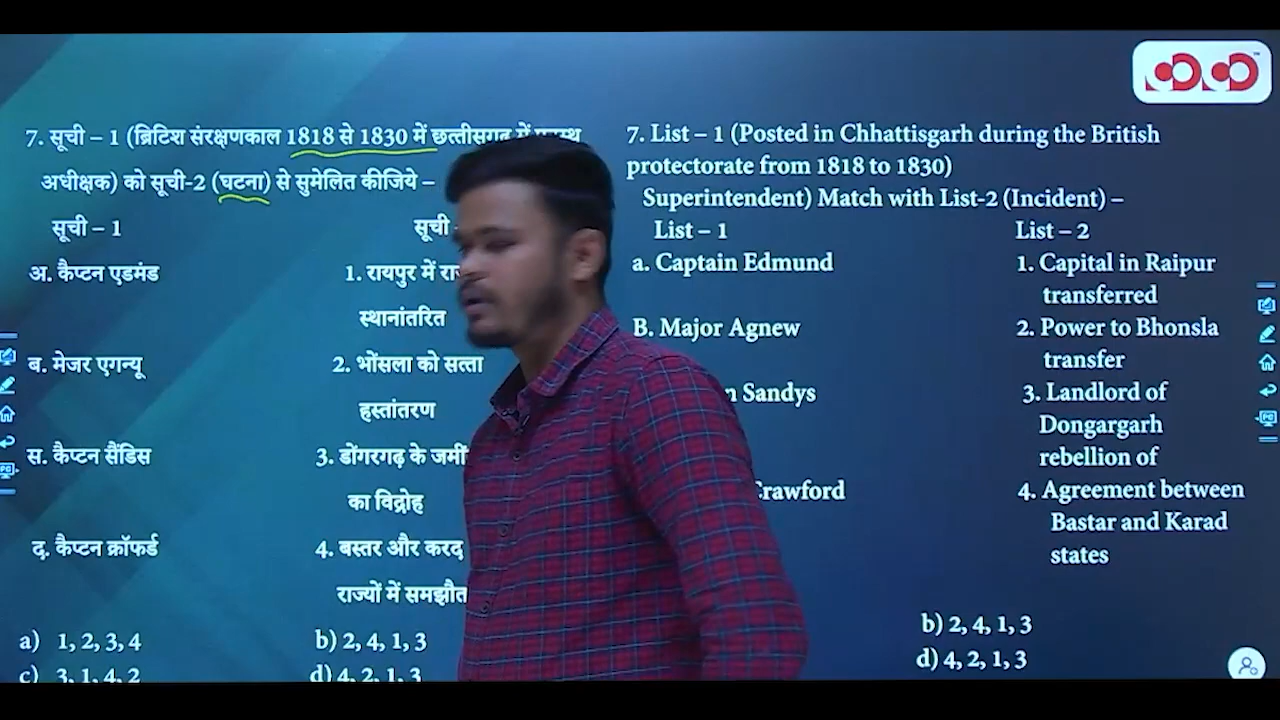 7. सूची – 1 (ब्रिटिश संरक्षणकाल 1818 से 1830 में छत्तीसगढ़ में
अधीक्षक) को सूची-2 (घटना) से सुमेलित कीजिये –
सूची – 1
सूची
अ. कैप्टन एडमंड
1. रायपुर में
स्थानांतरित
ब. मेजर एगन्यू
2. भोंसला को सत्ता
हस्तांतरण
स. कैप्टन सैंडिस
3. डोंगरगढ़ के
का विद्रोह
द. कैप्टन क्रॉफर्ड
4. बस्तर और करद
राज्यों में
a) 1, 2, 3, 4
b) 2, 4, 1, 3
c) 3, 1, 4, 2
d) 4, 2, 1, 3
7. List – 1 (Posted in Chhattisgarh during the British
protectorate from 1818 to 1830)
Superintendent) Match with List-2 (Incident) –
List – 1
List – 2
a. Captain Edmund
1. Capital in Raipur
transferred
B. Major Agnew
2. Power to Bhonsla
transfer
Sandys
3. Landlord of
Dongargarh
rebellion of
Crawford
4. Agreement between
Bastar and Karad
states
b) 2, 4, 1, 3
d) 4, 2, 1, 3